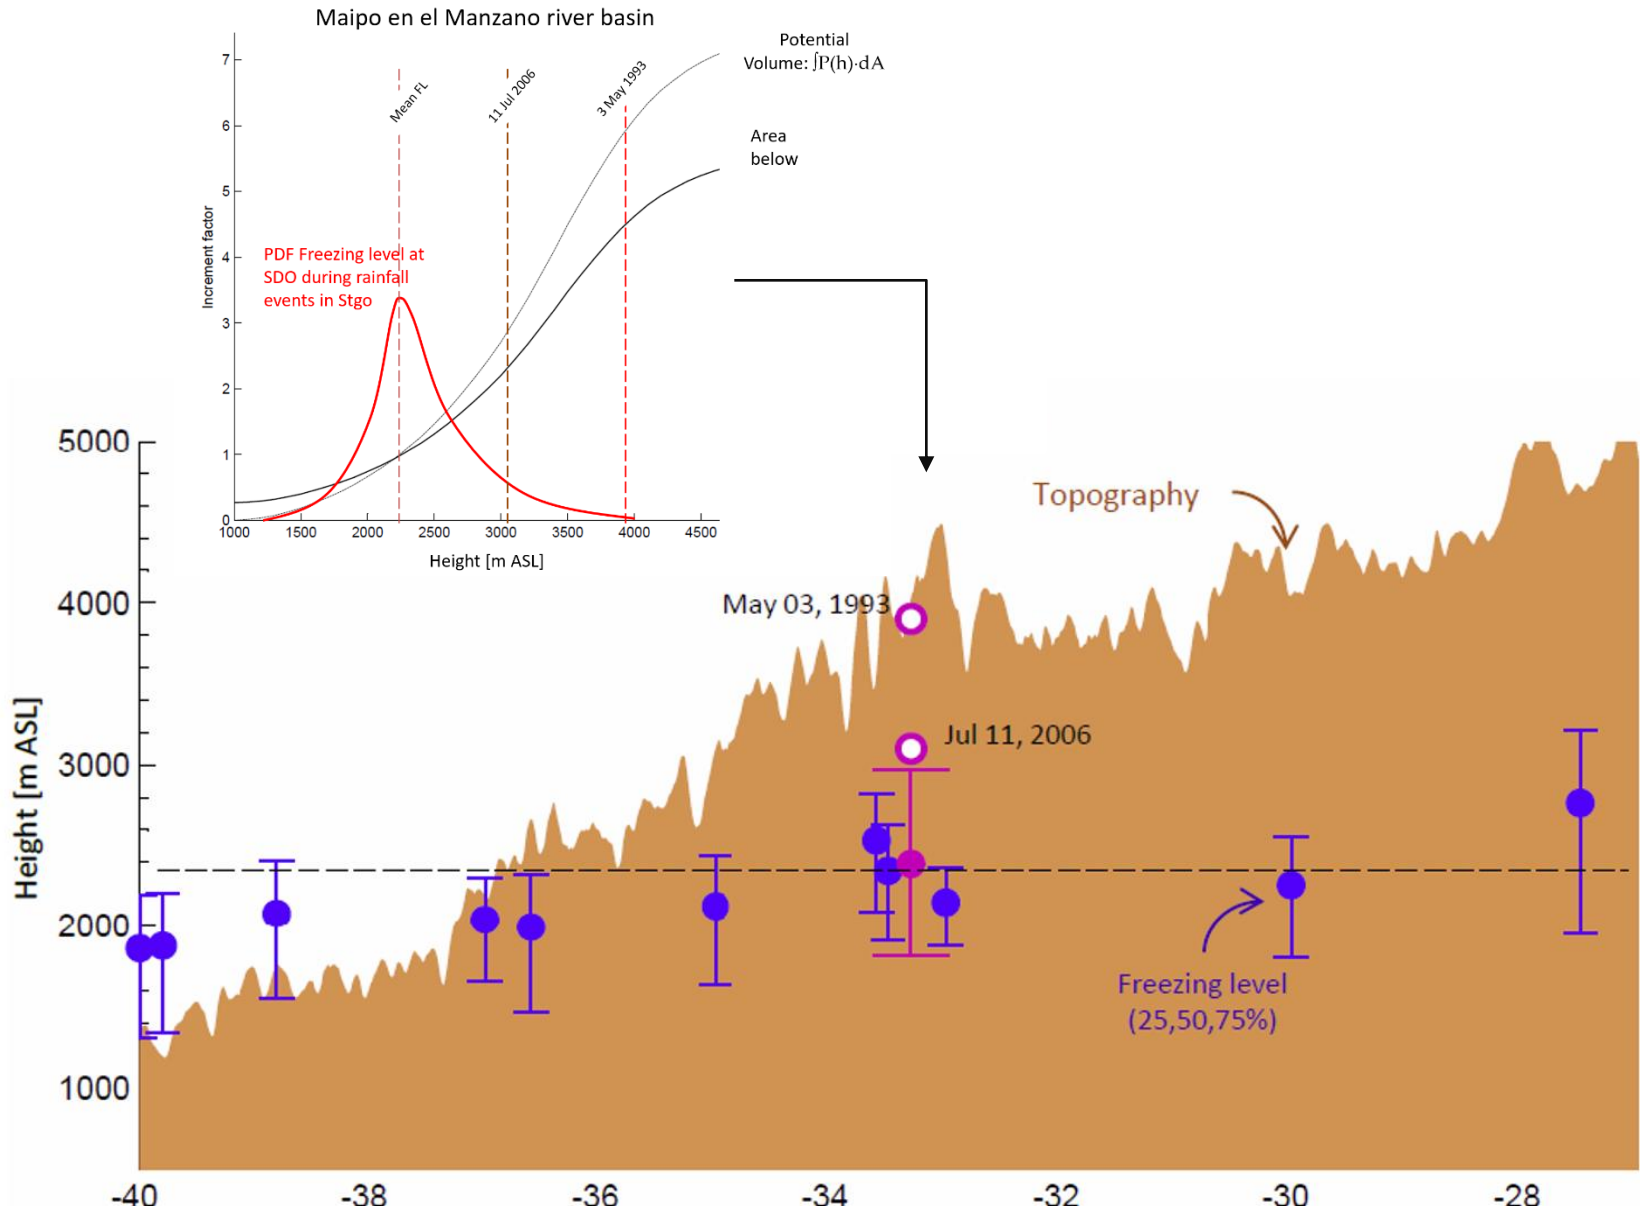 Maipo en el Manzano river basin
Potential
Volume: ∫P(h)·dA
Area
below
Mean FL
11 Jul 2006
3 May 1993
PDF Freezing level at
SDO during rainfall
events in Stgo
Increment factor
7
6
5
4
3
2
1
0
1000 1500 2000 2500 3000 3500 4000 4500
Height [m ASL]
Topography
May 03, 1993
Jul 11, 2006
Freezing level
(25,50,75%)
Height [m ASL]
5000
4000
3000
2000
1000
-40 -38 -36 -34 -32 -30 -28